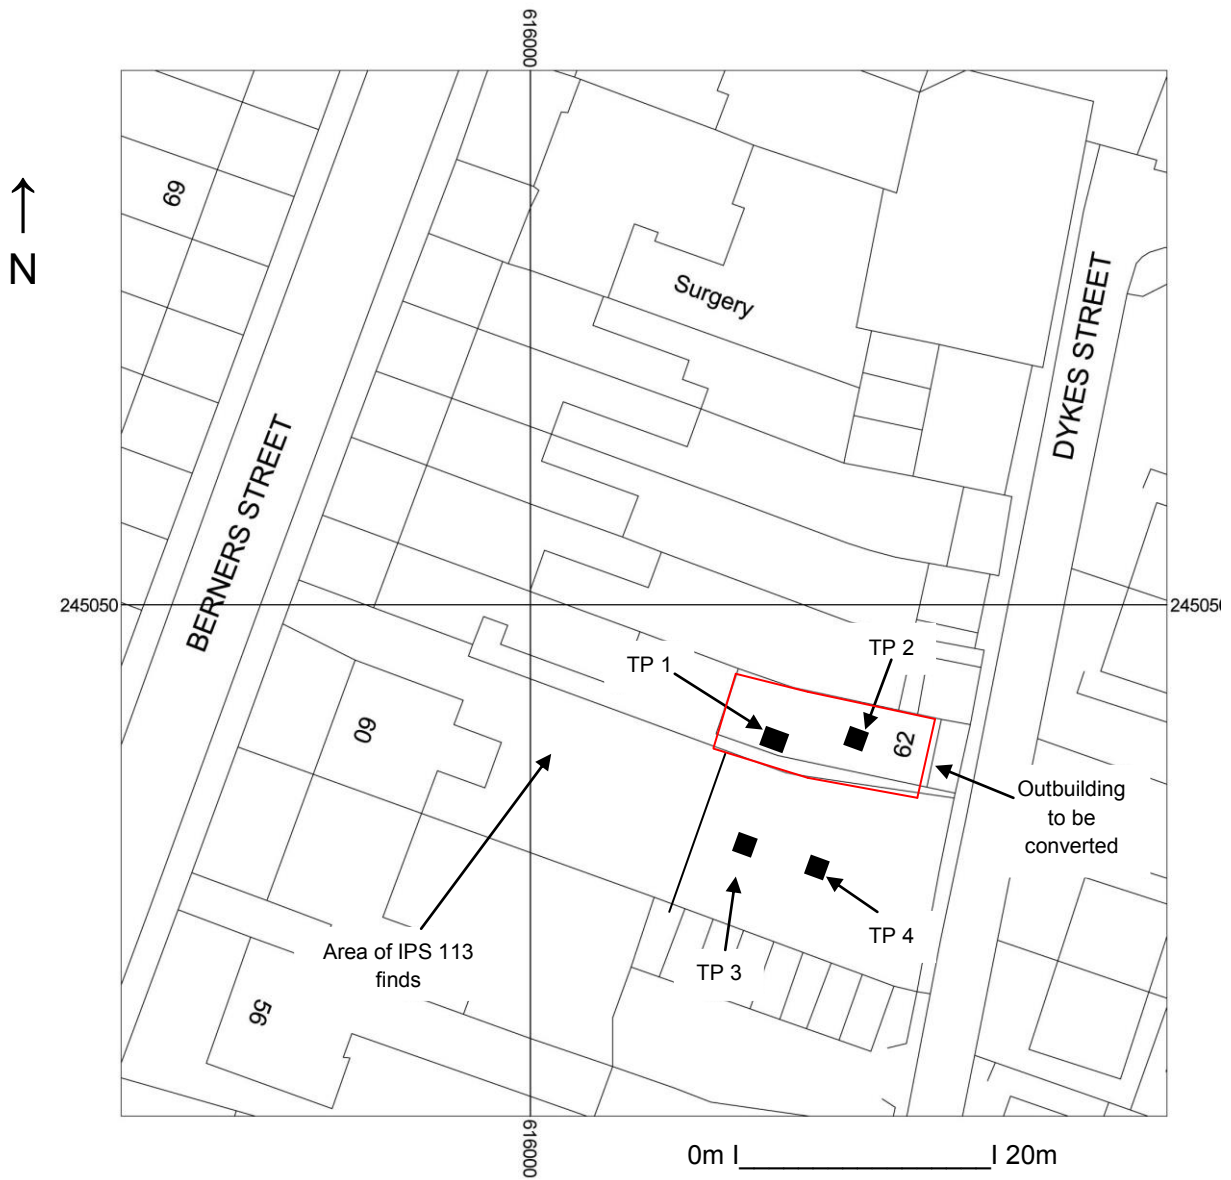 616000
69
↑
N
Surgery
DYKES STREET
BERNERS STREET
245050
245050
TP 2
TP 1
60
62
Outbuilding
to be
converted
TP 4
Area of IPS 113
finds
TP 3
56
616000
0m I_________________I 20m